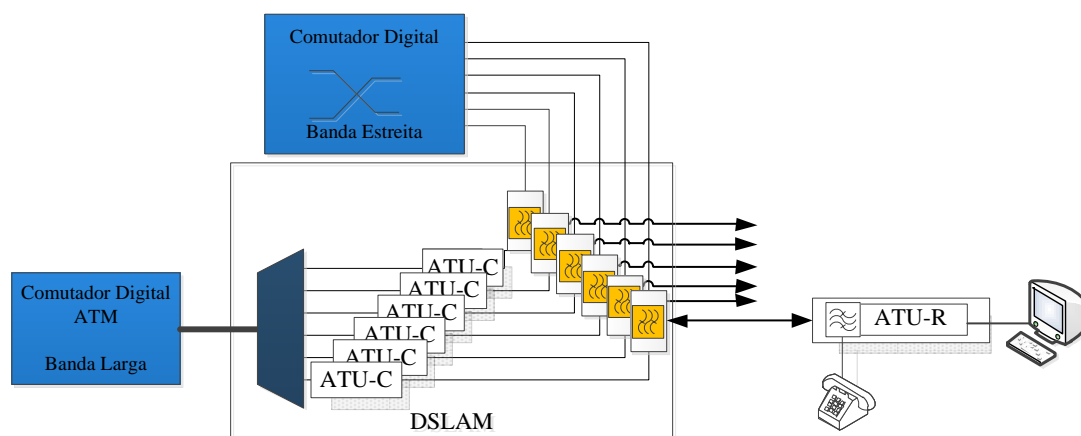 Comutador Digital
Banda Estreita
ATU-C
ATU-C
ATU-C
ATU-C
ATU-C
ATU-C
Comutador Digital
ATM
Banda Larga
ATU-R
DSLAM